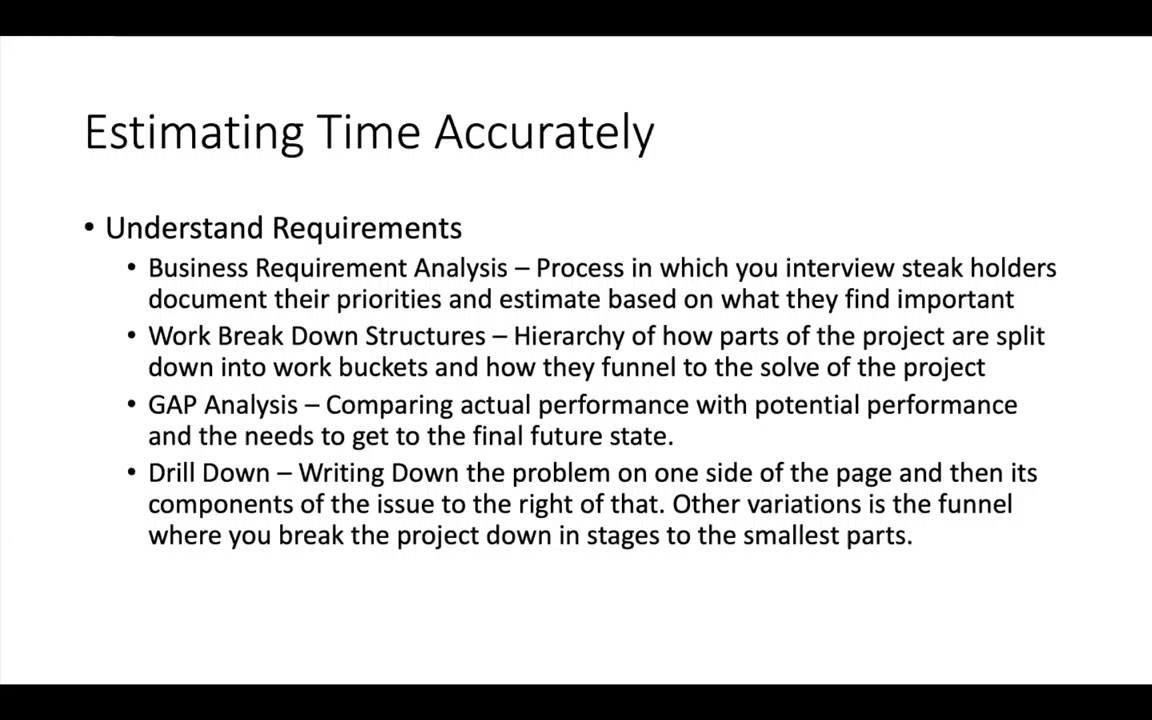 Estimating Time Accurately
• Understand Requirements
• Business Requirement Analysis – Process in which you interview steak holders
document their priorities and estimate based on what they find important
• Work Break Down Structures – Hierarchy of how parts of the project are split
down into work buckets and how they funnel to the solve of the project
• GAP Analysis – Comparing actual performance with potential performance
and the needs to get to the final future state.
• Drill Down – Writing Down the problem on one side of the page and then its
components of the issue to the right of that. Other variations is the funnel
where you break the project down in stages to the smallest parts.